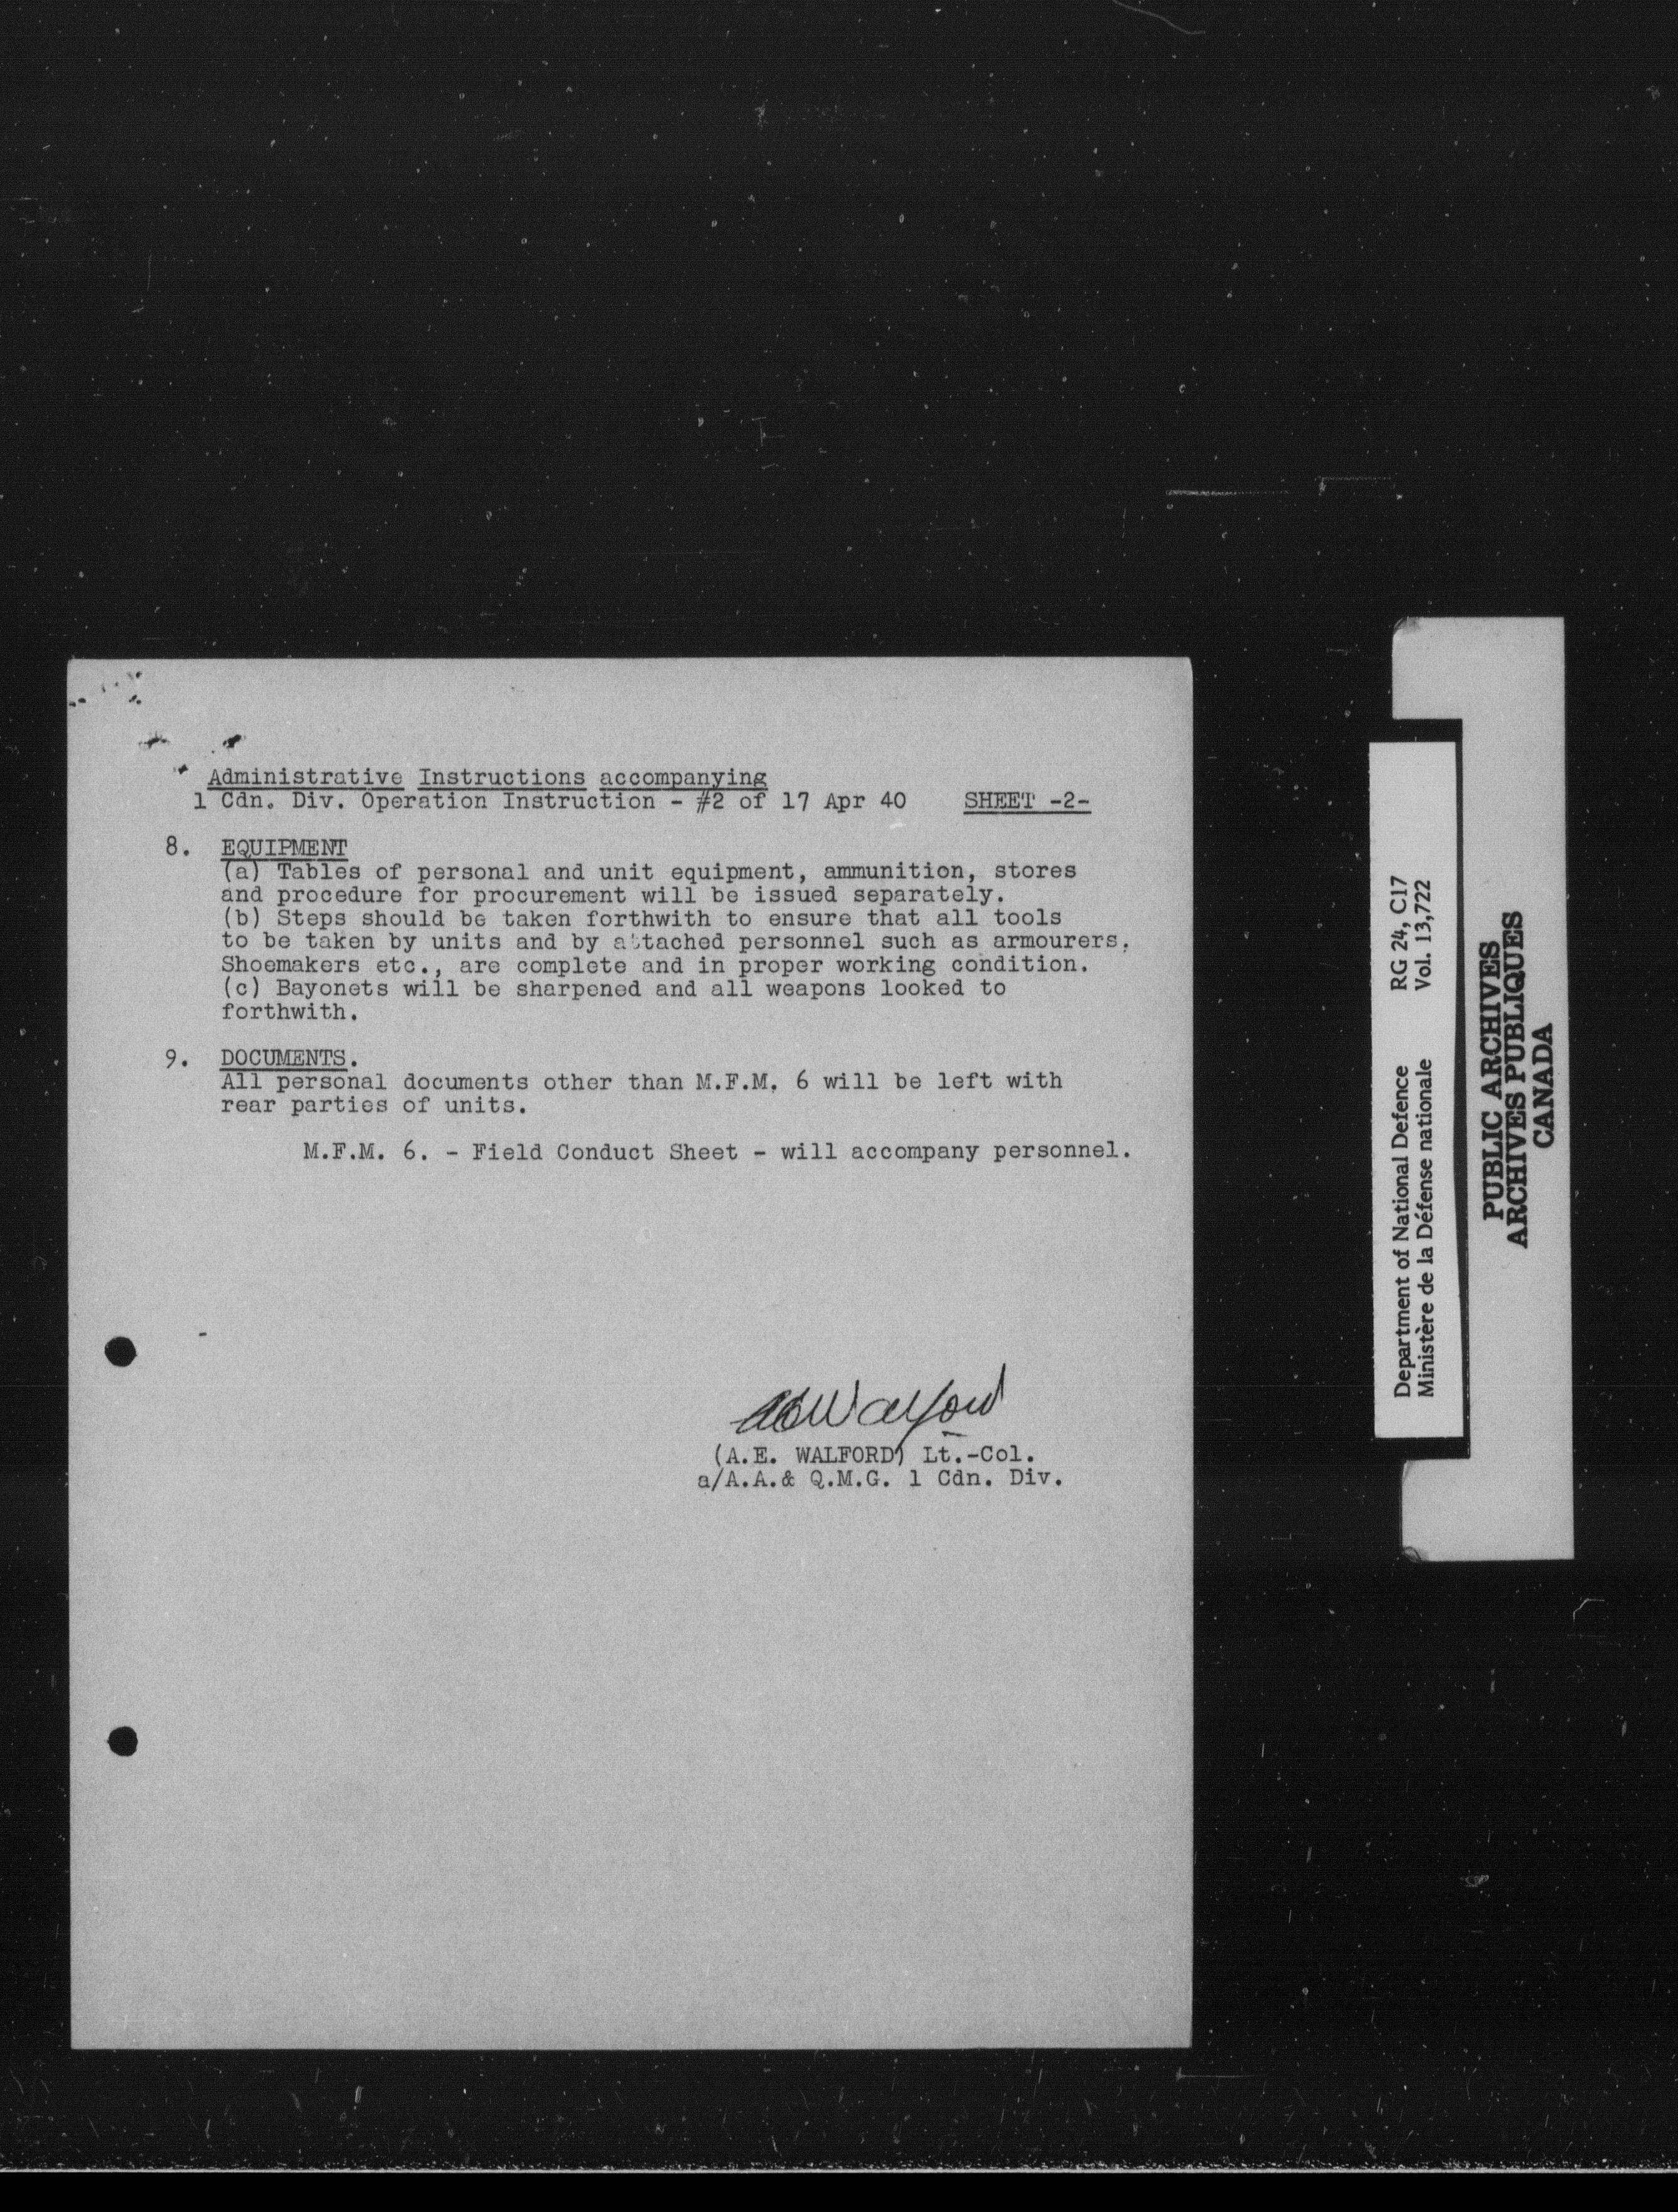 Administrative Instructions accompanying
1 Cdn. Div. Operation Instruction - #2 of 17 Apr 40 SHEET -2-
8. EQUIPMENT
(a) Tables of personal and unit equipment, ammunition, stores
and procedure for procurement will be issued separately.
(b) Steps should be taken forthwith to ensure that all tools
to be taken by units and by attached personnel such as armourers,
Shoemakers etc., are complete and in proper working condition.
(c) Bayonets will be sharpened and all weapons looked to
forthwith.
9. DOCUMENTS.
All personal documents other than M.F.M. 6 will be left with
rear parties of units.
M.F.M. 6. - Field Conduct Sheet - will accompany personnel.
AEWalford
(A.E. WALFORD) Lt.-Col.
a/A.A.& Q.M.G. 1 Cdn. Div.
Department of National Defence RG 24, C17
Ministère de la Défense nationale Vol. 13,722
PUBLIC ARCHIVES
ARCHIVES PUBLIQUES
CANADA